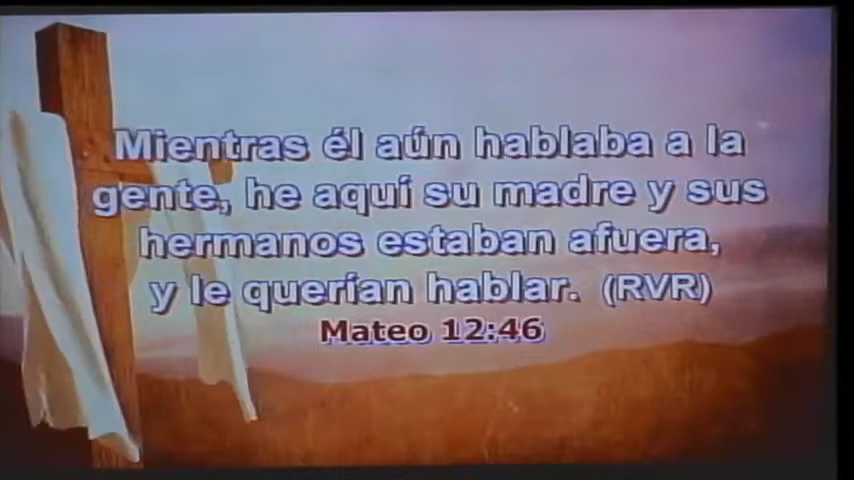 Mientras él aún hablaba a la
gente, he aquí su madre y sus
hermanos estaban afuera,
y le querían hablar. (RVR)
Mateo 12:46